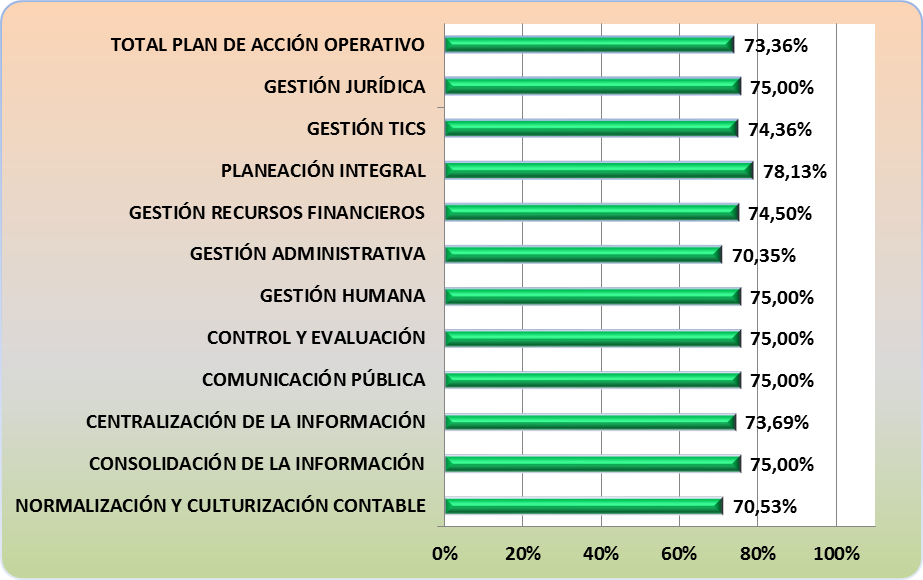 TOTAL PLAN DE ACCIÓN OPERATIVO 73,36%
GESTIÓN JURÍDICA 75,00%
GESTIÓN TICS 74,36%
PLANEACIÓN INTEGRAL 78,13%
GESTIÓN RECURSOS FINANCIEROS 74,50%
GESTIÓN ADMINISTRATIVA 70,35%
GESTIÓN HUMANA 75,00%
CONTROL Y EVALUACIÓN 75,00%
COMUNICACIÓN PÚBLICA 75,00%
CENTRALIZACIÓN DE LA INFORMACIÓN 73,69%
CONSOLIDACIÓN DE LA INFORMACIÓN 75,00%
NORMALIZACIÓN Y CULTURIZACIÓN CONTABLE 70,53%
0% 20% 40% 60% 80% 100%